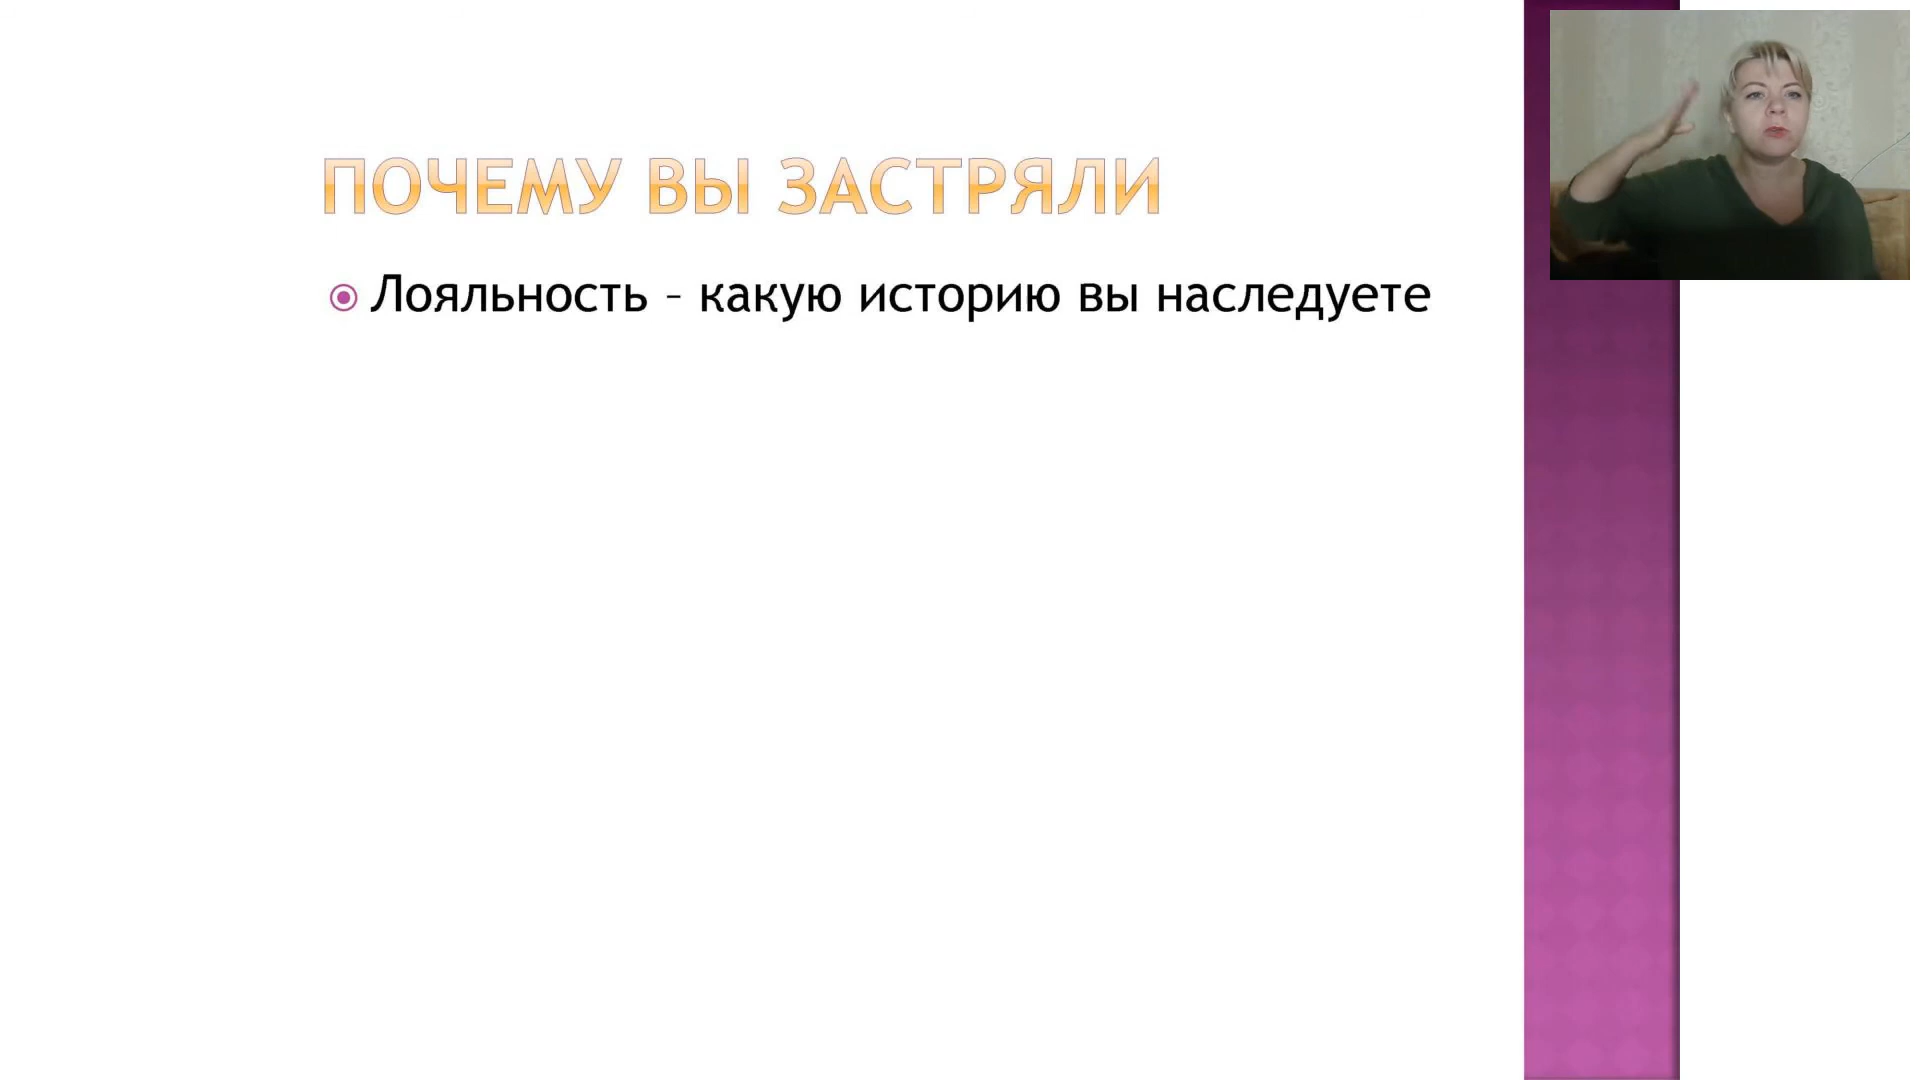 ПОЧЕМУ ВЫ ЗАСТРЯЛИ
Лояльность – какую историю вы наследуете